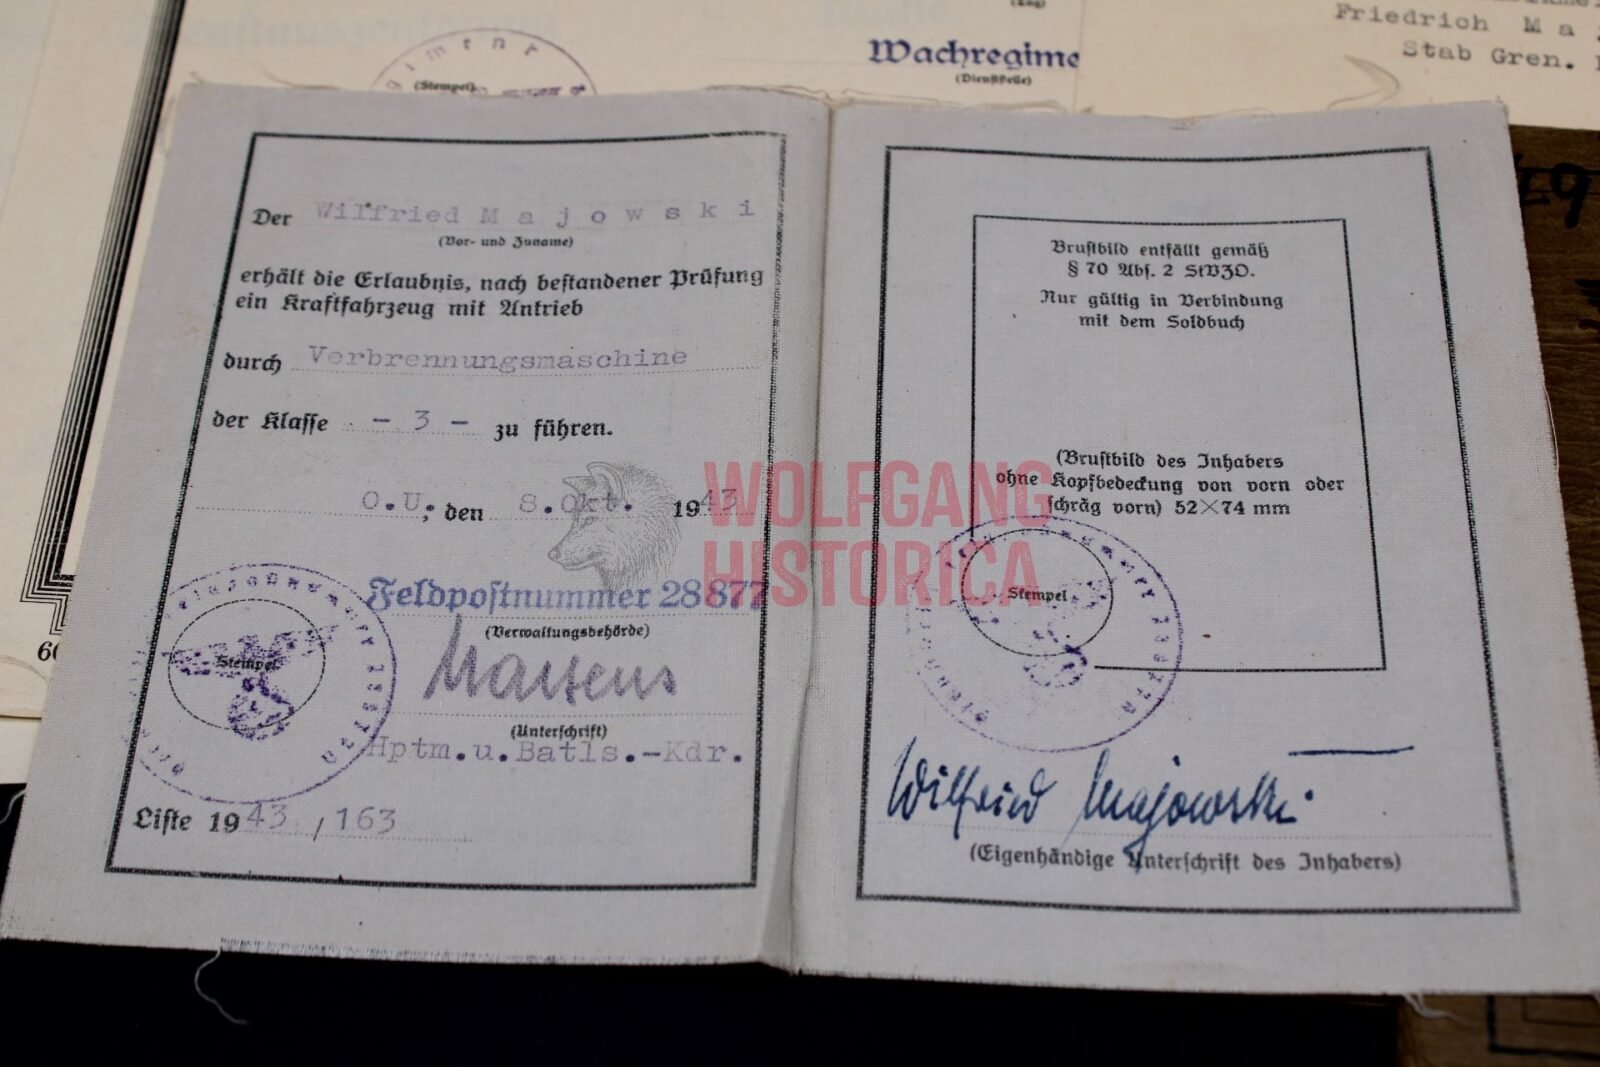 (Stempel)
Wachregime
(Dienststelle)
Friedrich M a j
Stab Gren.
Der Wilfried M a j o w s k i
(Vor- und Zuname)
erhält die Erlaubnis, nach bestandener Prüfung
ein Kraftfahrzeug mit Antrieb
durch Verbrennungsmaschine
der Klasse - 3 - zu führen.
O.U., den 8.Okt. 1943
Feldpostnummer 28877
(Verwaltungsbehörde)
Stempel
Martens
(Unterschrift)
Hptm.u.Batls.-Kdr.
Liste 1943 / 163
Brustbild entfällt gemäß
§ 70 Abs. 2 StVZO.
Nur gültig in Verbindung
mit dem Soldbuch
(Brustbild des Inhabers
ohne Kopfbedeckung von vorn oder
schräg vorn) 52×74 mm
Stempel
Wilfried Majowski
(Eigenhändige Unterschrift des Inhabers)
WOLFGANG
HISTORICA